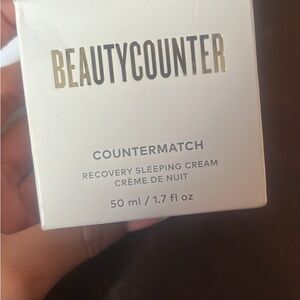 BEAUTYCOUNTER
COUNTERMATCH
RECOVERY SLEEPING CREAM
CRÈME DE NUIT
50 ml / 1.7 fl oz